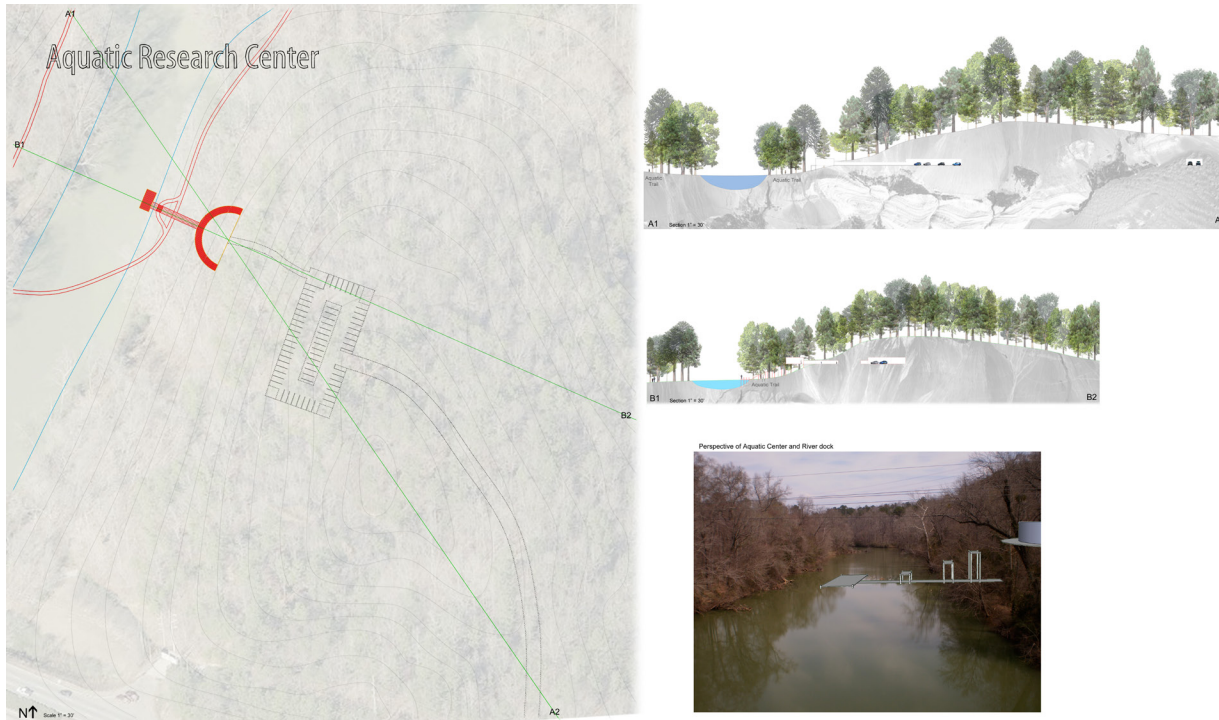 A1
Aquatic Research Center
B1
B2
A2
N↑ Scale 1" = 30'
Aquatic
Trail
Aquatic Trail
A1 Section 1" = 30'
A
Aquatic Trail
B1 Section 1" = 30'
B2
Perspective of Aquatic Center and River dock